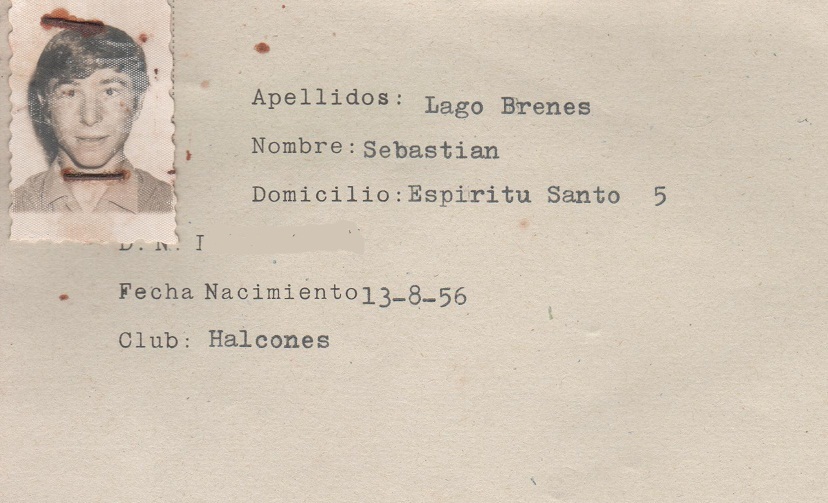 Apellidos: Lago Brenes
Nombre: Sebastian
Domicilio: Espiritu Santo 5
D. N. I
Fecha Nacimiento 13-8-56
Club: Halcones